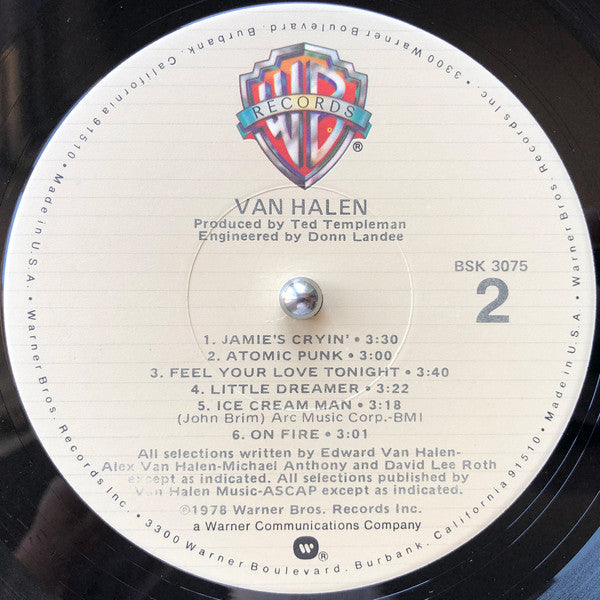 WB
RECORDS
®
VAN HALEN
Produced by Ted Templeman
Engineered by Donn Landee
BSK 3075
2
1. JAMIE'S CRYIN' • 3:30
2. ATOMIC PUNK • 3:00
3. FEEL YOUR LOVE TONIGHT • 3:40
4. LITTLE DREAMER • 3:22
5. ICE CREAM MAN • 3:18
(John Brim) Arc Music Corp.-BMI
6. ON FIRE • 3:01
All selections written by Edward Van Halen-
Alex Van Halen-Michael Anthony and David Lee Roth
except as indicated. All selections published by
Van Halen Music-ASCAP except as indicated.
©1978 Warner Bros. Records Inc.
a Warner Communications Company
W
®
Warner Bros. Records Inc. • 3300 Warner Boulevard, Burbank, California 91510 • Made in U.S.A. • Warner Bros. Records Inc. • 3300 Warner Boulevard, Burbank, California 91510 • Made in U.S.A. •